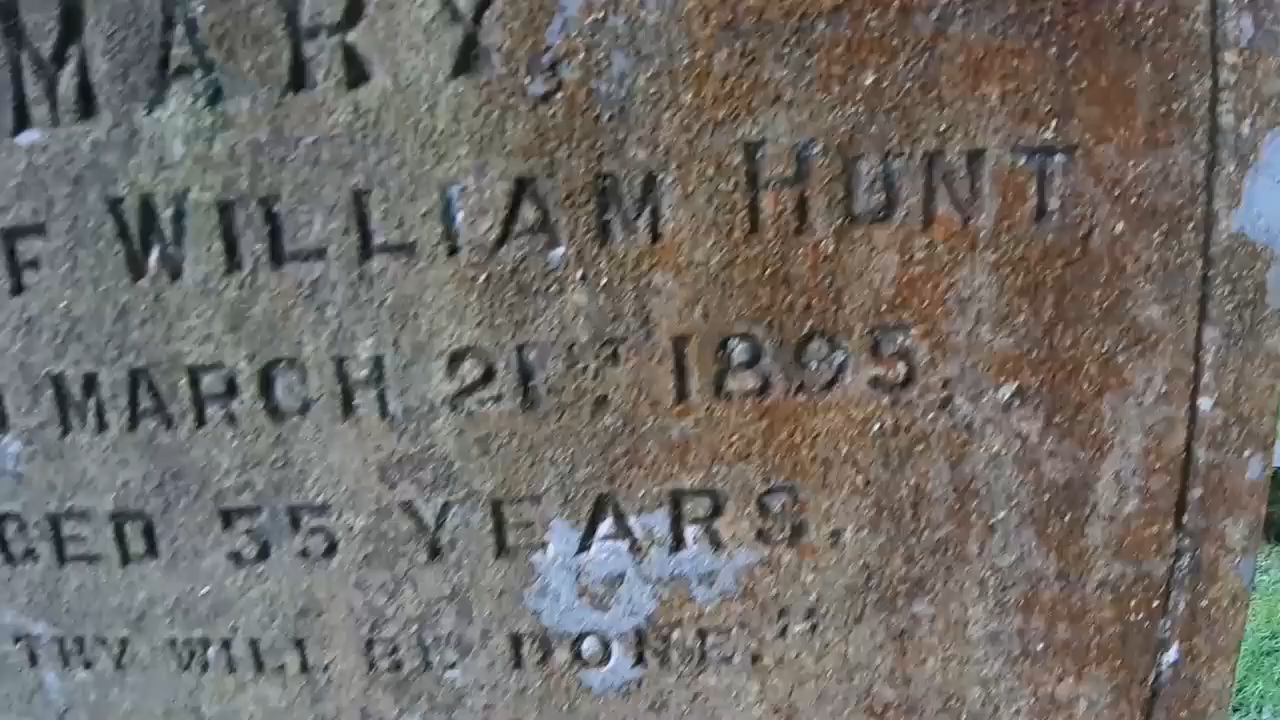 MARY
F WILLIAM HUNT
MARCH 21ST 1895.
GED 35 YEARS.
THY WILL BE DONE."